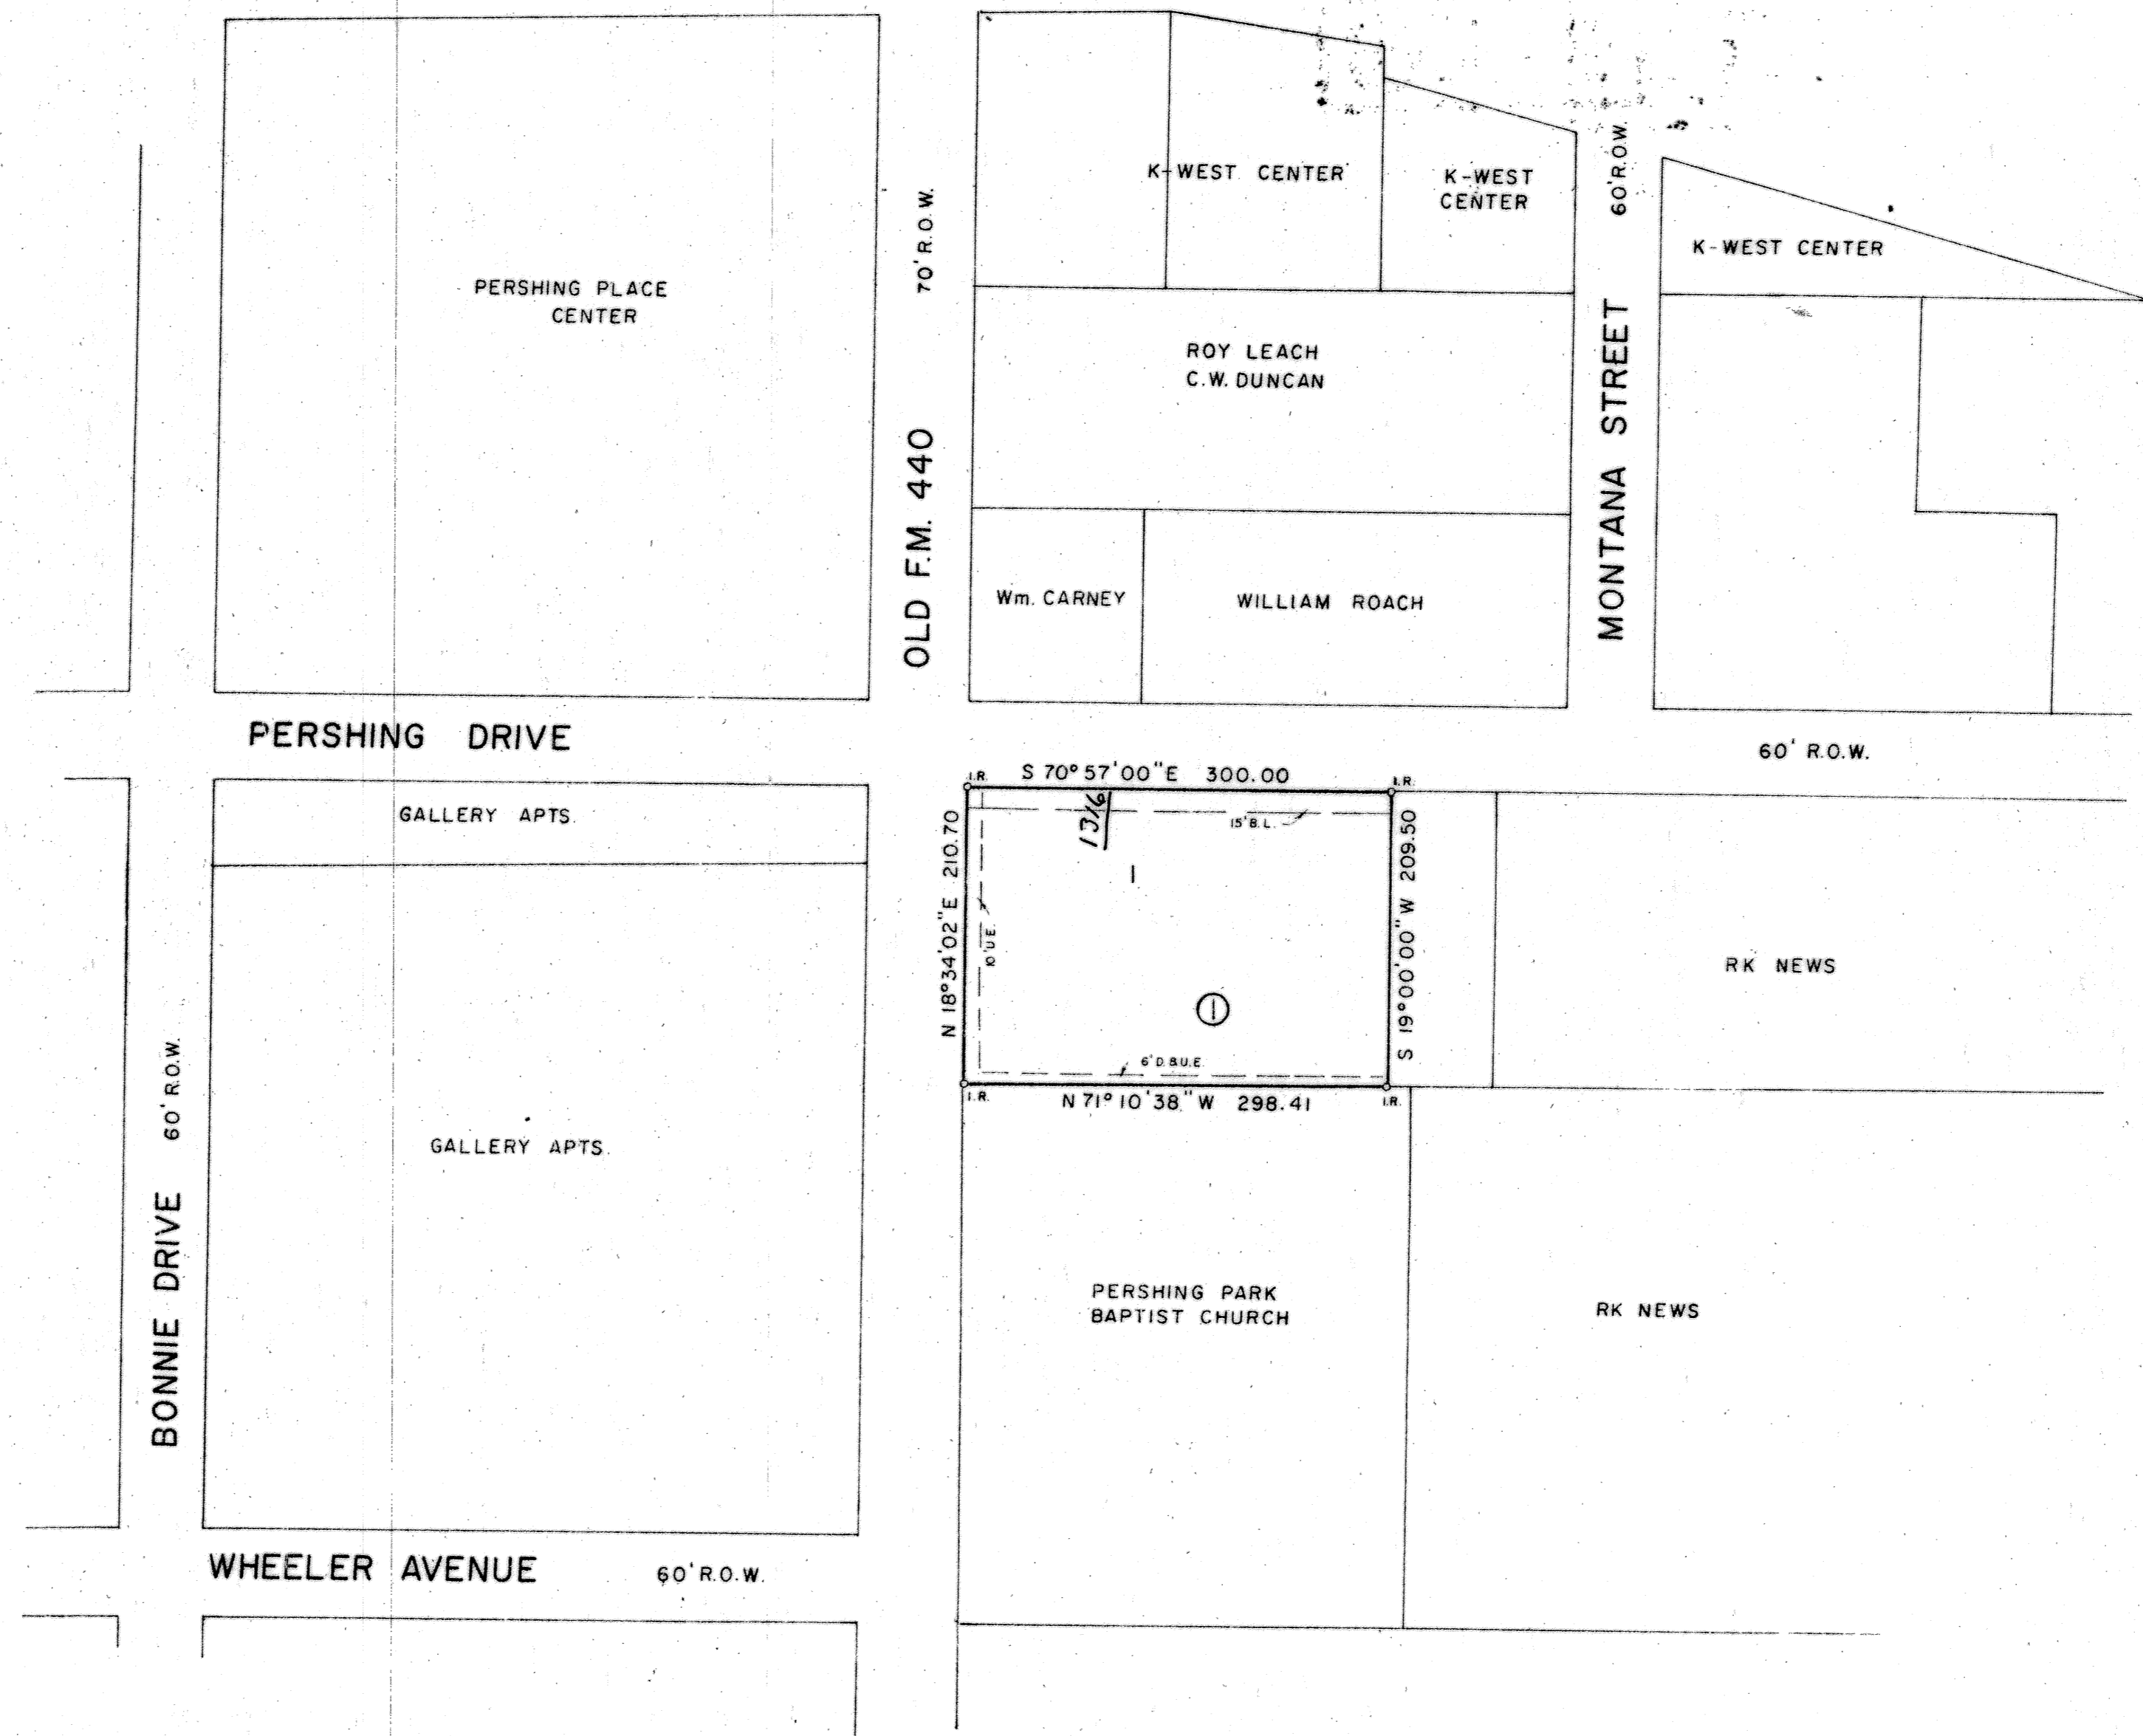 K-WEST CENTER
K-WEST
CENTER
60' R.O.W.
K-WEST CENTER
70' R.O.W.
PERSHING PLACE
CENTER
ROY LEACH
C.W. DUNCAN
OLD F.M. 440
MONTANA STREET
Wm. CARNEY
WILLIAM ROACH
PERSHING DRIVE
60' R.O.W.
I.R.
S 70° 57' 00" E 300.00
I.R.
GALLERY APTS.
1316
15' B.L.
N 18° 34' 02" E 210.70
S 19° 00' 00" W 209.50
1
10' U.E.
RK NEWS
1
6' D.&U.E.
I.R.
N 71° 10' 38" W 298.41
I.R.
BONNIE DRIVE 60' R.O.W.
GALLERY APTS.
PERSHING PARK
BAPTIST CHURCH
RK NEWS
WHEELER AVENUE 60' R.O.W.